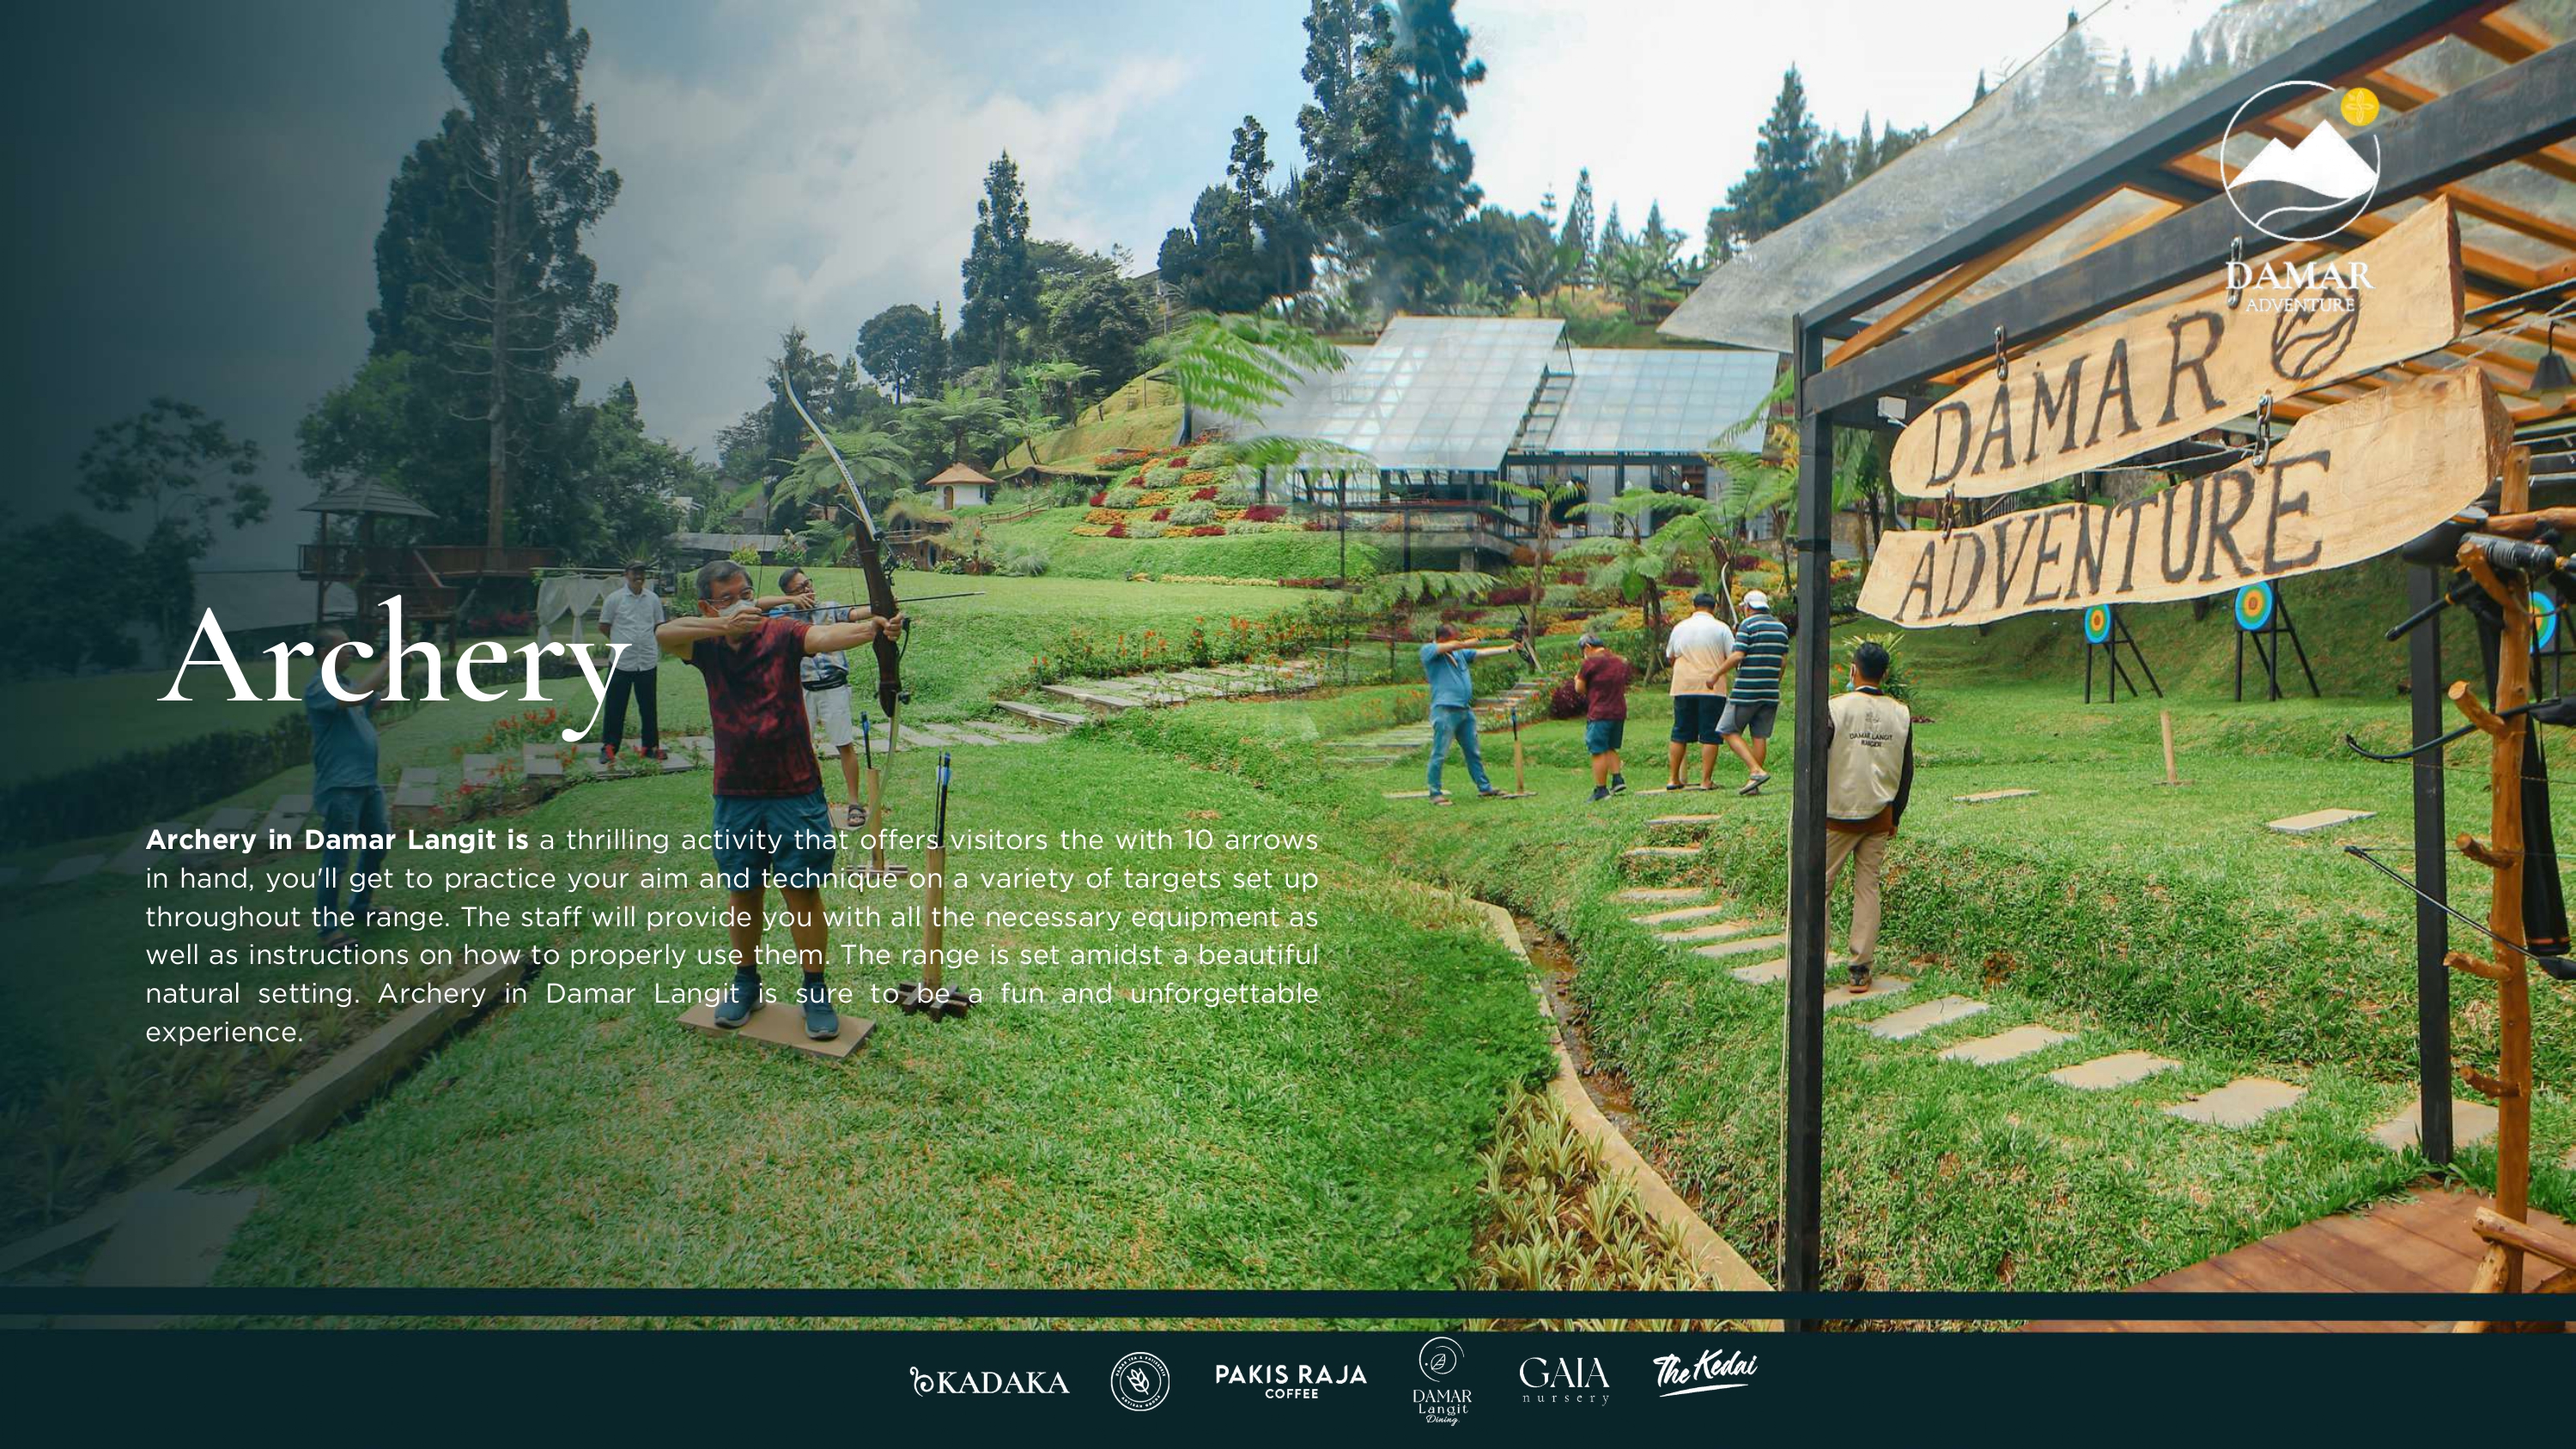 DAMAR
ADVENTURE
DAMAR
ADVENTURE
Archery
DAMAR LANGIT
RANGER
Archery in Damar Langit is a thrilling activity that offers visitors the with 10 arrows
in hand, you'll get to practice your aim and technique on a variety of targets set up
throughout the range. The staff will provide you with all the necessary equipment as
well as instructions on how to properly use them. The range is set amidst a beautiful
natural setting. Archery in Damar Langit is sure to be a fun and unforgettable
experience.
KADAKA
PAKIS RAJA
COFFEE
DAMAR
Langit
Dining
GAIA
nursery
The Kedai